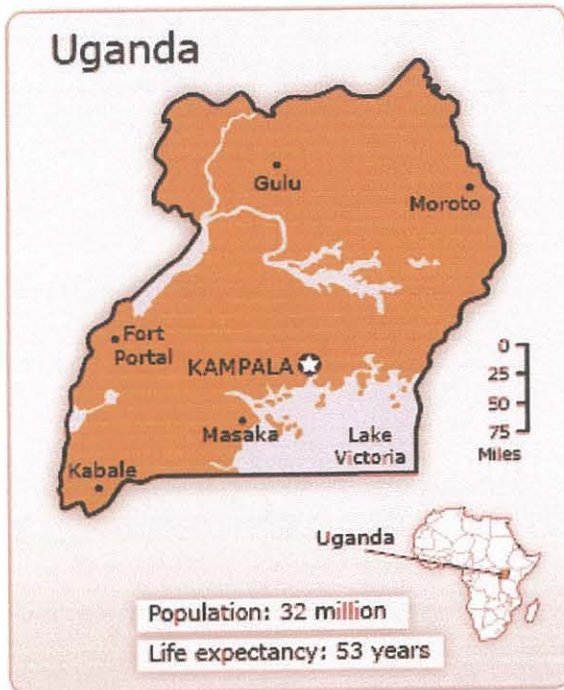 Uganda
Gulu
Moroto
Fort
Portal
KAMPALA
0
25
50
75
Miles
Masaka
Lake
Victoria
Kabale
Uganda
Population: 32 million
Life expectancy: 53 years